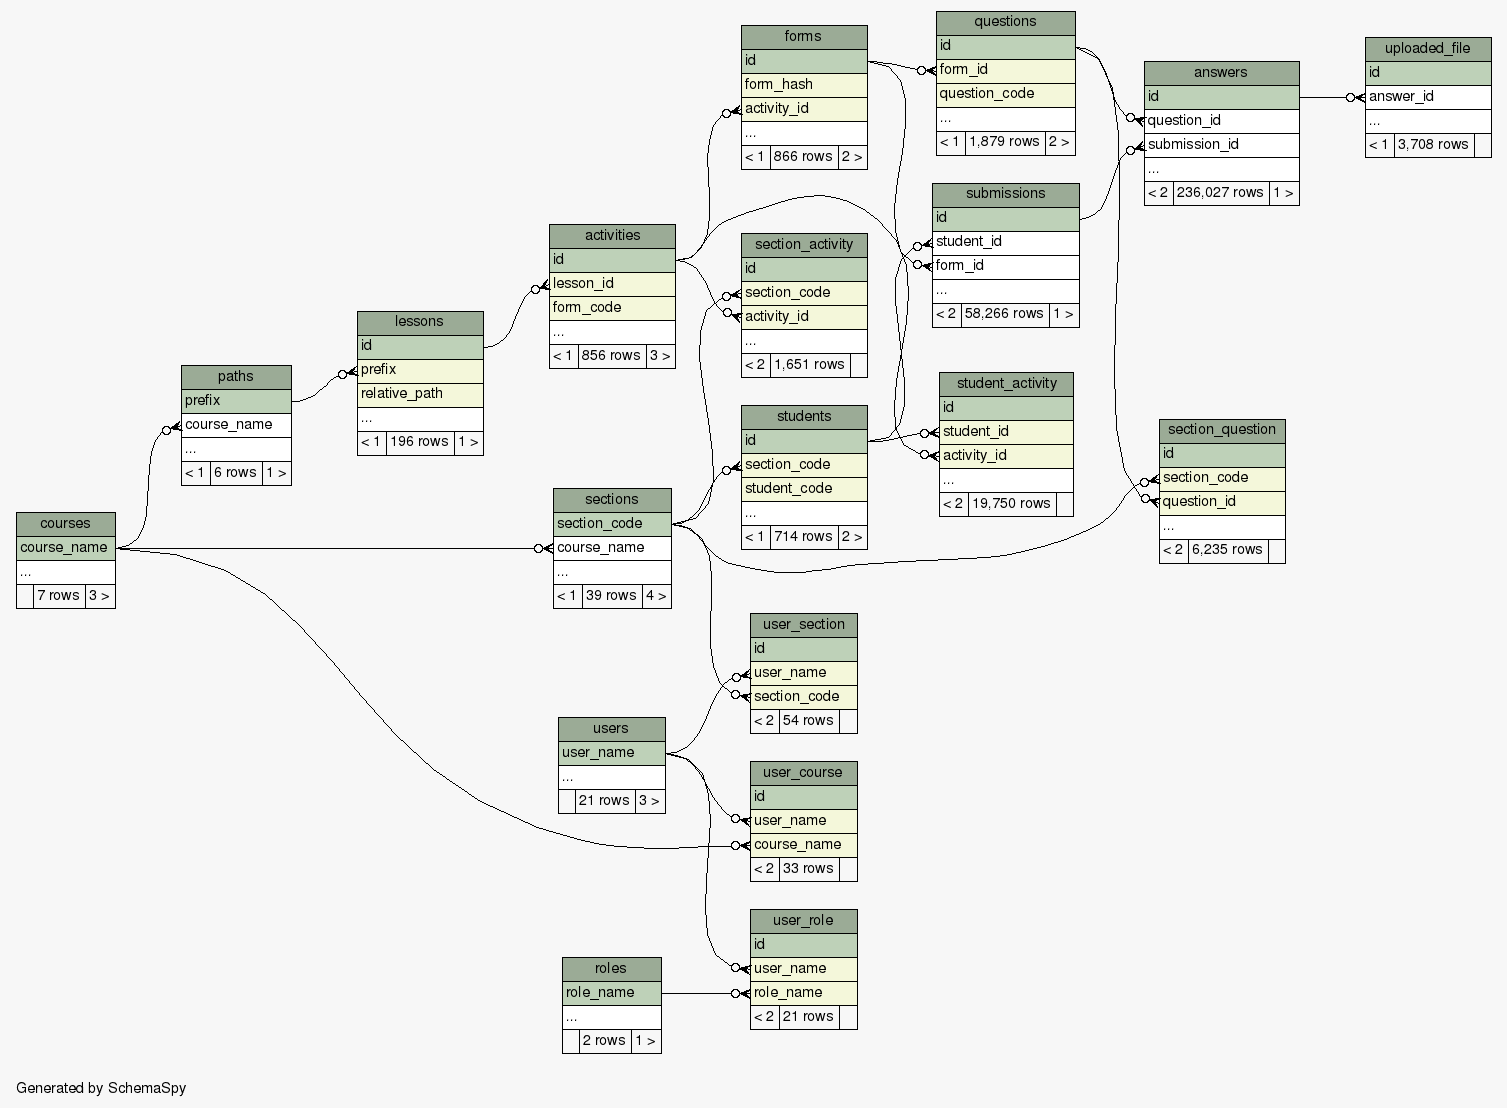 courses
course_name
...
7 rows 3 >
paths
prefix
course_name
...
< 1 6 rows 1 >
lessons
id
prefix
relative_path
...
< 1 196 rows 1 >
activities
id
lesson_id
form_code
...
< 1 856 rows 3 >
sections
section_code
course_name
...
< 1 39 rows 4 >
users
user_name
...
21 rows 3 >
roles
role_name
...
2 rows 1 >
forms
id
form_hash
activity_id
...
< 1 866 rows 2 >
section_activity
id
section_code
activity_id
...
< 2 1,651 rows
students
id
section_code
student_code
...
< 1 714 rows 2 >
user_section
id
user_name
section_code
< 2 54 rows
user_course
id
user_name
course_name
< 2 33 rows
user_role
id
user_name
role_name
< 2 21 rows
questions
id
form_id
question_code
...
< 1 1,879 rows 2 >
submissions
id
student_id
form_id
...
< 2 58,266 rows 1 >
student_activity
id
student_id
activity_id
...
< 2 19,750 rows
answers
id
question_id
submission_id
...
< 2 236,027 rows 1 >
section_question
id
section_code
question_id
...
< 2 6,235 rows
uploaded_file
id
answer_id
...
< 1 3,708 rows
Generated by SchemaSpy